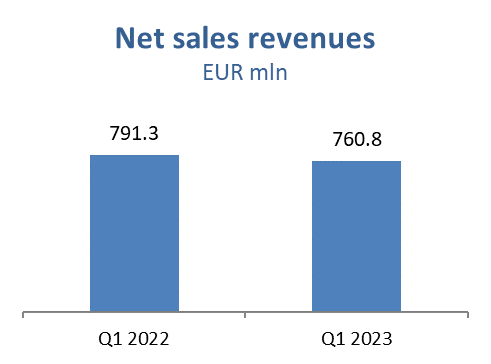 Net sales revenues
EUR mln
791.3
760.8
Q1 2022
Q1 2023